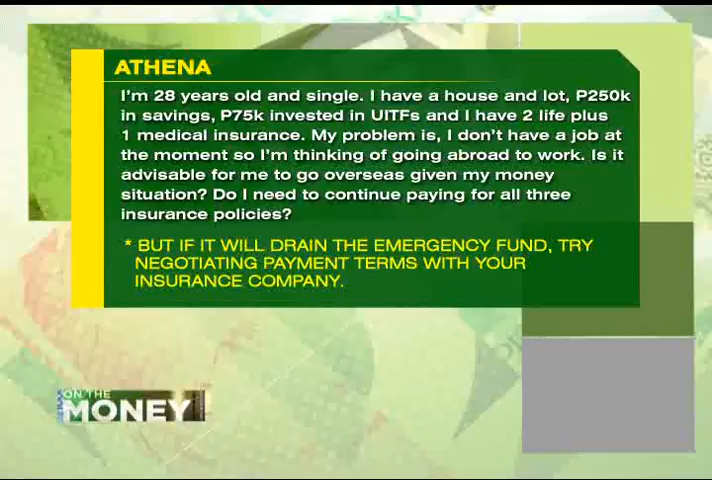 ATHENA
I'm 28 years old and single. I have a house and lot, P250k
in savings, P75k invested in UITFs and I have 2 life plus
1 medical insurance. My problem is, I don't have a job at
the moment so I'm thinking of going abroad to work. Is it
advisable for me to go overseas given my money
situation? Do I need to continue paying for all three
insurance policies?
* BUT IF IT WILL DRAIN THE EMERGENCY FUND, TRY
NEGOTIATING PAYMENT TERMS WITH YOUR
INSURANCE COMPANY.
ON THE
MONEY